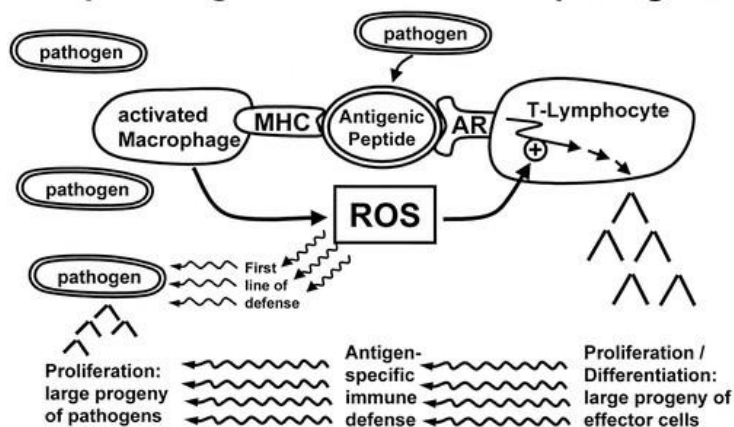 pathogen
pathogen
activated
Macrophage
MHC
Antigenic
Peptide
AR
T-Lymphocyte
+
pathogen
ROS
pathogen
First
line of
defense
Proliferation:
large progeny
of pathogens
Antigen-
specific
immune
defense
Proliferation /
Differentiation:
large progeny of
effector cells